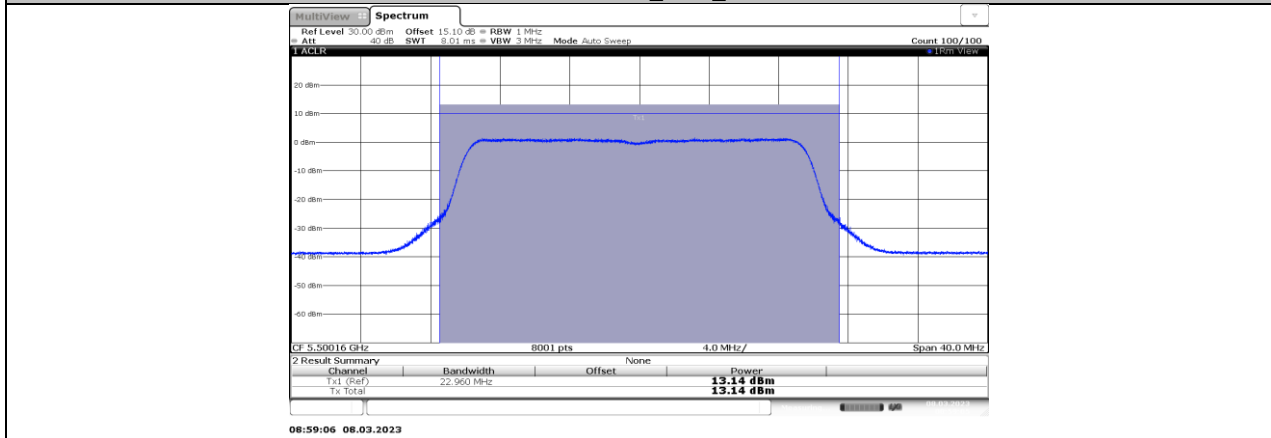 MultiView Spectrum
Ref Level 30.00 dBm Offset 15.10 dB RBW 1 MHz
Att 40 dB SWT 8.01 ms VBW 3 MHz Mode Auto Sweep Count 100/100
1 ACLR 1Rm View
20 dBm
10 dBm
Tx1
0 dBm
-10 dBm
-20 dBm
-30 dBm
-40 dBm
-50 dBm
-60 dBm
CF 5.50016 GHz 8001 pts 4.0 MHz/ Span 40.0 MHz
2 Result Summary None
Channel Bandwidth Offset Power
Tx1 (Ref) 22.960 MHz 13.14 dBm
Tx Total 13.14 dBm
08.03.2023
08:59:06 08.03.2023